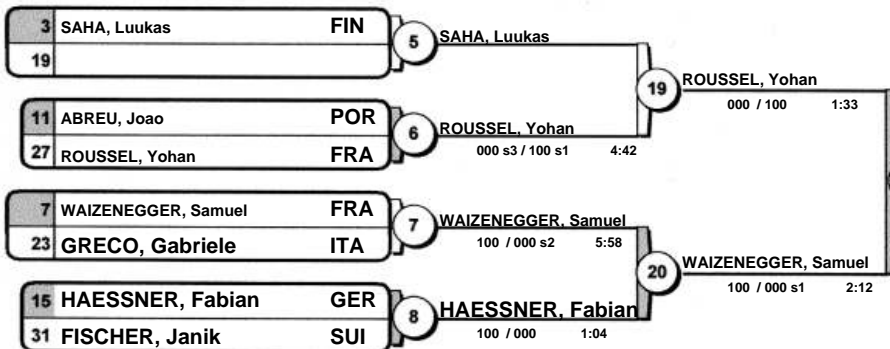 3 SAHA, Luukas FIN
19
5 SAHA, Luukas
11 ABREU, Joao POR
27 ROUSSEL, Yohan FRA
6 ROUSSEL, Yohan
000 s3 / 100 s1 4:42
19 ROUSSEL, Yohan
000 / 100 1:33
7 WAIZENEGGER, Samuel FRA
23 GRECO, Gabriele ITA
7 WAIZENEGGER, Samuel
100 / 000 s2 5:58
15 HAESSNER, Fabian GER
31 FISCHER, Janik SUI
8 HAESSNER, Fabian
100 / 000 1:04
20 WAIZENEGGER, Samuel
100 / 000 s1 2:12